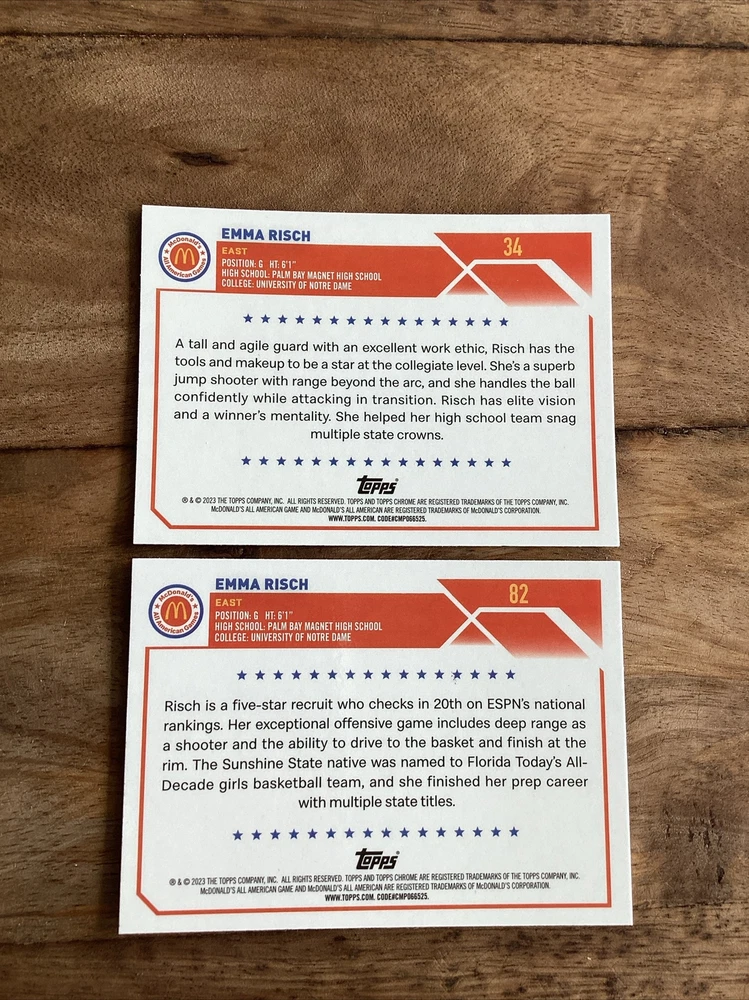 McDonald's
All American Games
EMMA RISCH
34
EAST
POSITION: G HT: 6'1"
HIGH SCHOOL: PALM BAY MAGNET HIGH SCHOOL
COLLEGE: UNIVERSITY OF NOTRE DAME
A tall and agile guard with an excellent work ethic, Risch has the
tools and makeup to be a star at the collegiate level. She's a superb
jump shooter with range beyond the arc, and she handles the ball
confidently while attacking in transition. Risch has elite vision
and a winner's mentality. She helped her high school team snag
multiple state crowns.
Topps®
® & © 2023 THE TOPPS COMPANY, INC. ALL RIGHTS RESERVED. TOPPS AND TOPPS CHROME ARE REGISTERED TRADEMARKS OF THE TOPPS COMPANY, INC.
McDONALD'S ALL AMERICAN GAME AND McDONALD'S ALL AMERICAN ARE REGISTERED TRADEMARKS OF McDONALD'S CORPORATION.
WWW.TOPPS.COM. CODE#CMP066525.
McDonald's
All American Games
EMMA RISCH
82
EAST
POSITION: G HT: 6'1"
HIGH SCHOOL: PALM BAY MAGNET HIGH SCHOOL
COLLEGE: UNIVERSITY OF NOTRE DAME
Risch is a five-star recruit who checks in 20th on ESPN's national
rankings. Her exceptional offensive game includes deep range as
a shooter and the ability to drive to the basket and finish at the
rim. The Sunshine State native was named to Florida Today's All-
Decade girls basketball team, and she finished her prep career
with multiple state titles.
Topps®
® & © 2023 THE TOPPS COMPANY, INC. ALL RIGHTS RESERVED. TOPPS AND TOPPS CHROME ARE REGISTERED TRADEMARKS OF THE TOPPS COMPANY, INC.
McDONALD'S ALL AMERICAN GAME AND McDONALD'S ALL AMERICAN ARE REGISTERED TRADEMARKS OF McDONALD'S CORPORATION.
WWW.TOPPS.COM. CODE#CMP066525.